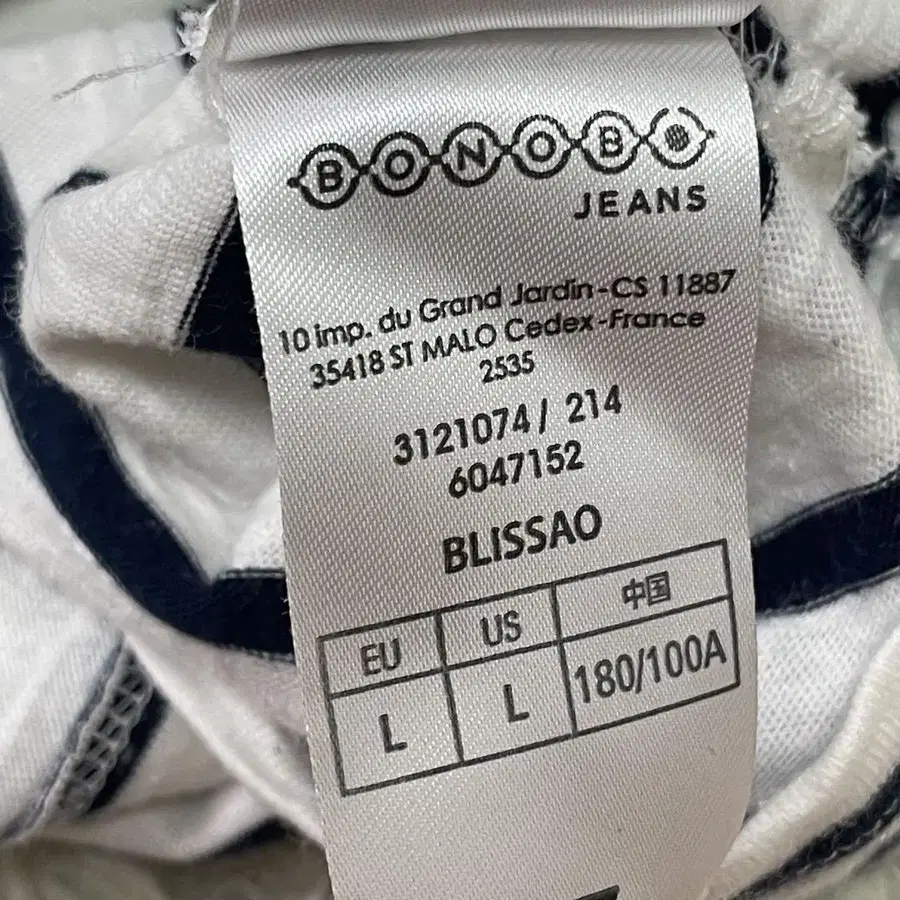 BONOBO
JEANS
10 imp. du Grand Jardin-CS 11887
35418 ST MALO Cedex-France
2535
3121074/ 214
6047152
BLISSAO
EU US 中国
L L 180/100A